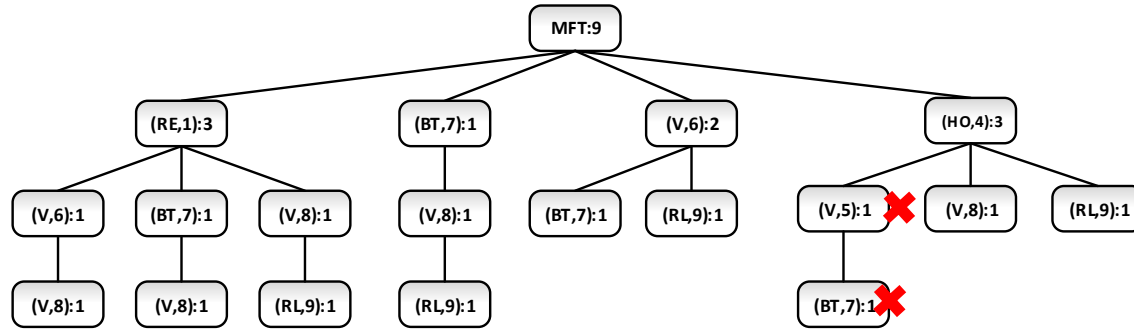 MFT:9
(RE,1):3
(BT,7):1
(V,6):2
(HO,4):3
(V,6):1
(BT,7):1
(V,8):1
(V,8):1
(BT,7):1
(RL,9):1
(V,5):1
(V,8):1
(RL,9):1
(V,8):1
(V,8):1
(RL,9):1
(RL,9):1
(BT,7):1